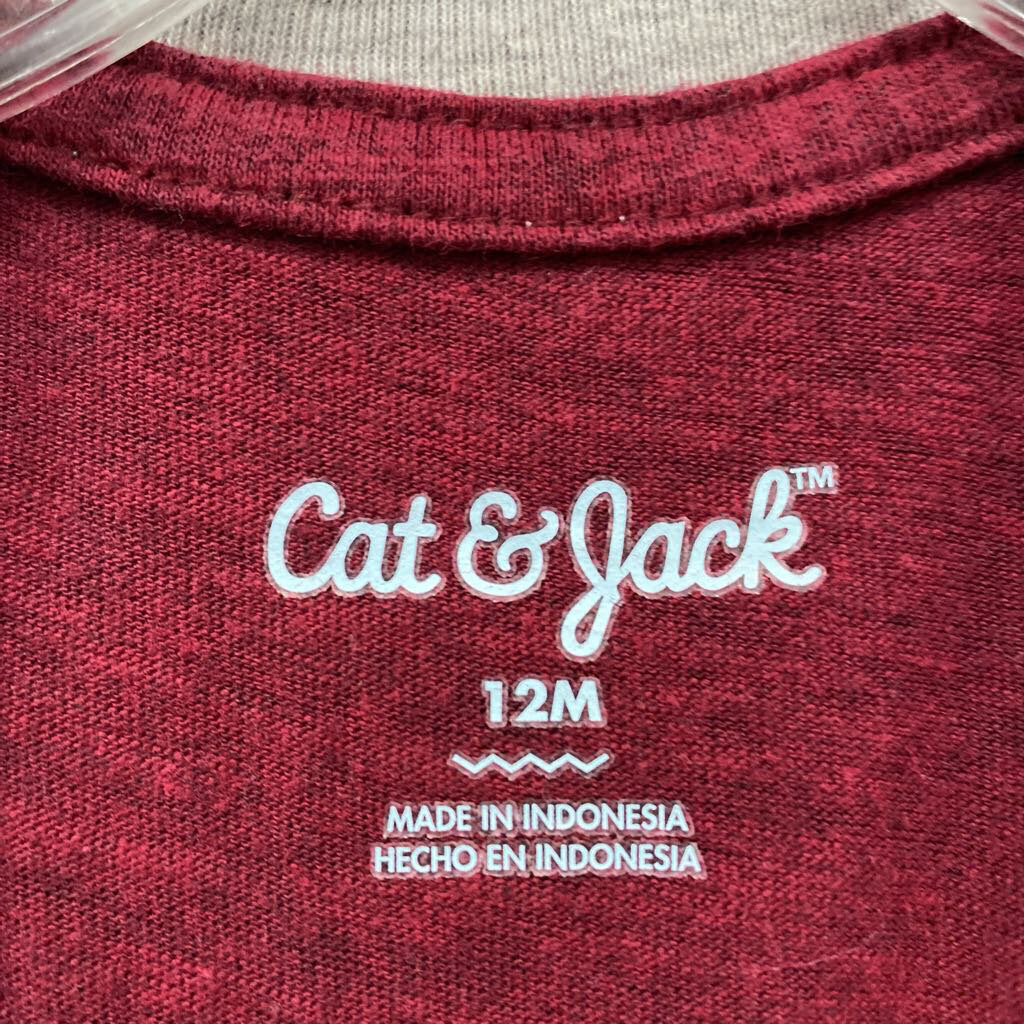 Cat & Jack™
12M
MADE IN INDONESIA
HECHO EN INDONESIA